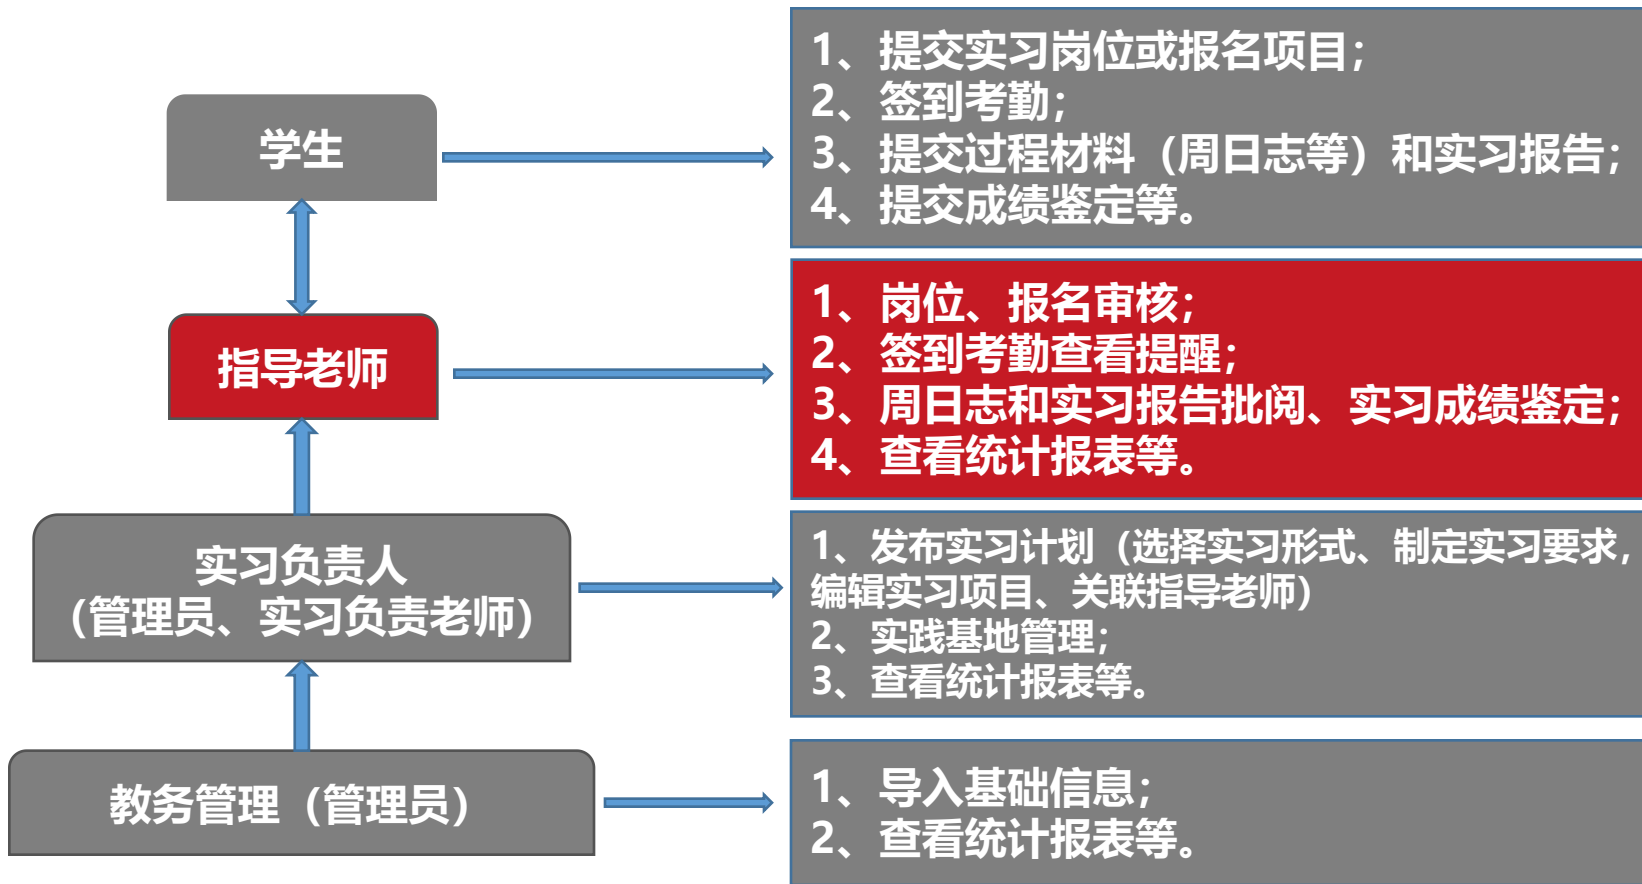 学生
1、提交实习岗位或报名项目；
2、签到考勤；
3、提交过程材料（周日志等）和实习报告；
4、提交成绩鉴定等。
指导老师
1、岗位、报名审核；
2、签到考勤查看提醒；
3、周日志和实习报告批阅、实习成绩鉴定；
4、查看统计报表等。
实习负责人
（管理员、实习负责老师）
1、发布实习计划（选择实习形式、制定实习要求，
编辑实习项目、关联指导老师）
2、实践基地管理；
3、查看统计报表等。
教务管理（管理员）
1、导入基础信息；
2、查看统计报表等。